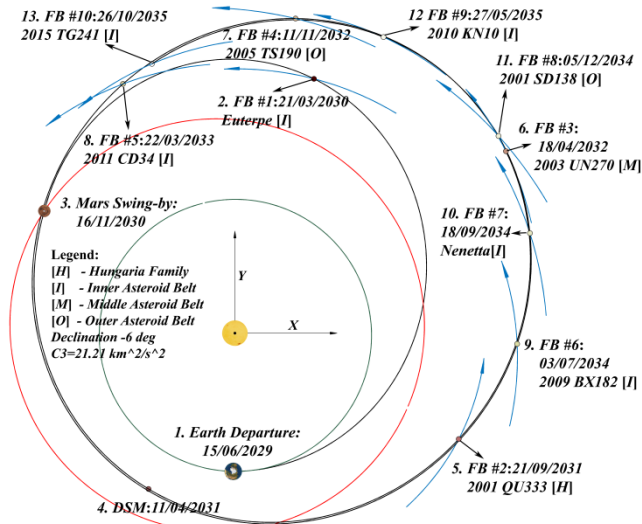 13. FB #10:26/10/2035
2015 TG241 [I]
7. FB #4:11/11/2032
2005 TS190 [O]
12 FB #9:27/05/2035
2010 KN10 [I]
11. FB #8:05/12/2034
2001 SD138 [O]
2. FB #1:21/03/2030
Euterpe [I]
8. FB #5:22/03/2033
2011 CD34 [I]
6. FB #3:
18/04/2032
2003 UN270 [M]
3. Mars Swing-by:
16/11/2030
10. FB #7:
18/09/2034
Nenetta[I]
Legend:
[H] - Hungaria Family
[I] - Inner Asteroid Belt
[M] - Middle Asteroid Belt
[O] - Outer Asteroid Belt
Declination -6 deg
C3=21.21 km^2/s^2
Y
X
9. FB #6:
03/07/2034
2009 BX182 [I]
1. Earth Departure:
15/06/2029
5. FB #2:21/09/2031
2001 QU333 [H]
4. DSM:11/04/2031